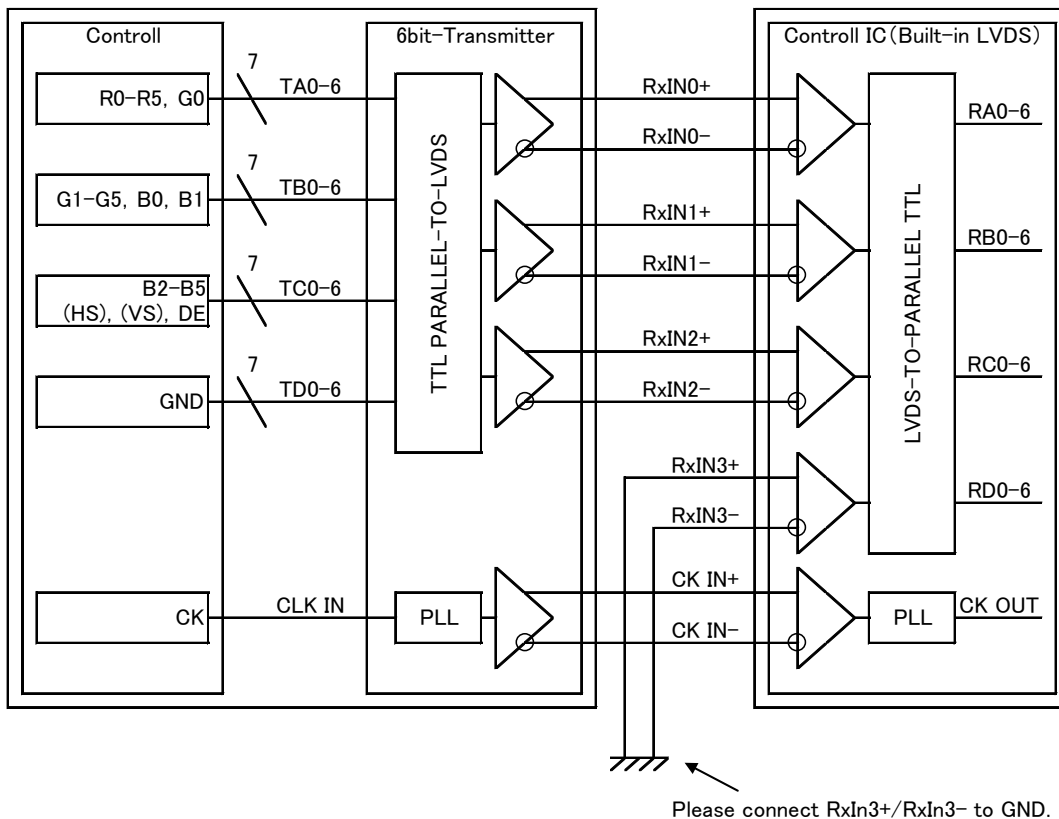 Controll
6bit-Transmitter
Controll IC(Built-in LVDS)
R0-R5, G0
7
TA0-6
G1-G5, B0, B1
7
TB0-6
B2-B5
(HS), (VS), DE
7
TC0-6
GND
7
TD0-6
CK
CLK IN
TTL PARALLEL-TO-LVDS
PLL
RxIN0+
RxIN0-
RxIN1+
RxIN1-
RxIN2+
RxIN2-
RxIN3+
RxIN3-
CK IN+
CK IN-
LVDS-TO-PARALLEL TTL
PLL
RA0-6
RB0-6
RC0-6
RD0-6
CK OUT
Please connect RxIn3+/RxIn3- to GND.